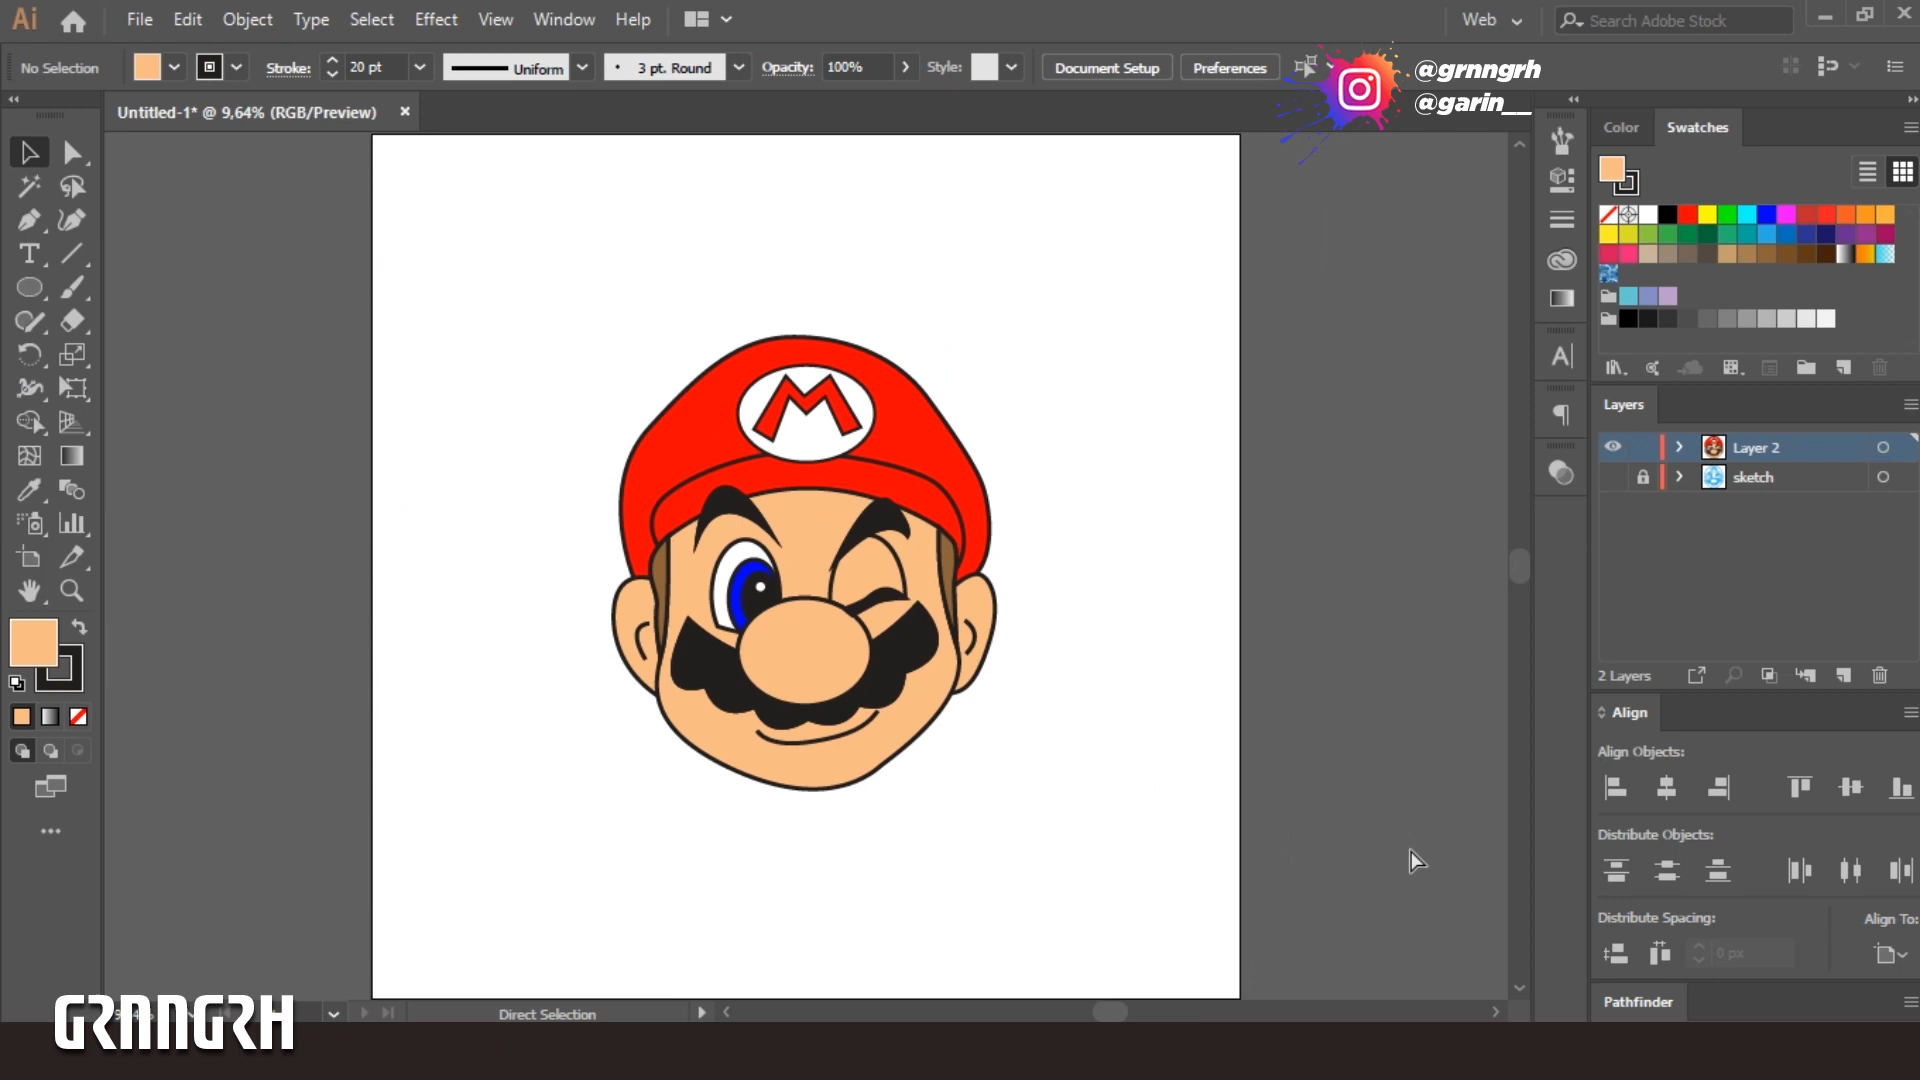 Ai File Edit Object Type Select Effect View Window Help Web Search Adobe Stock
No Selection Stroke: 20 pt Uniform 3 pt. Round Opacity: 100% Style: Document Setup Preferences
@grnngrh
@garin__
Untitled-1* @ 9,64% (RGB/Preview)
Color Swatches
M
Layers
Layer 2
sketch
2 Layers
Align
Align Objects:
Distribute Objects:
Distribute Spacing: Align To:
0 px
Pathfinder
Direct Selection
GRNNGRH